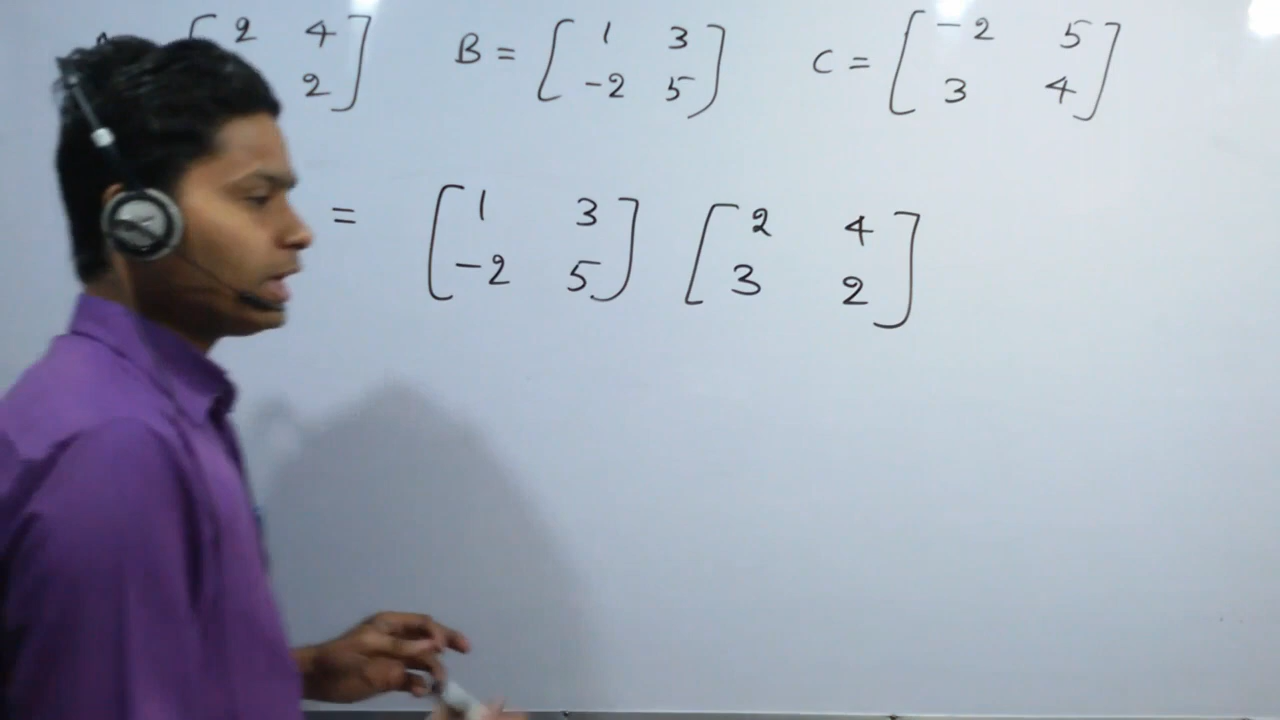 [ 2 4 ] B = [ 1 3 ] C = [ -2 5 ]
2 -2 5 3 4
= [ 1 3 ] [ 2 4 ]
-2 5 3 2